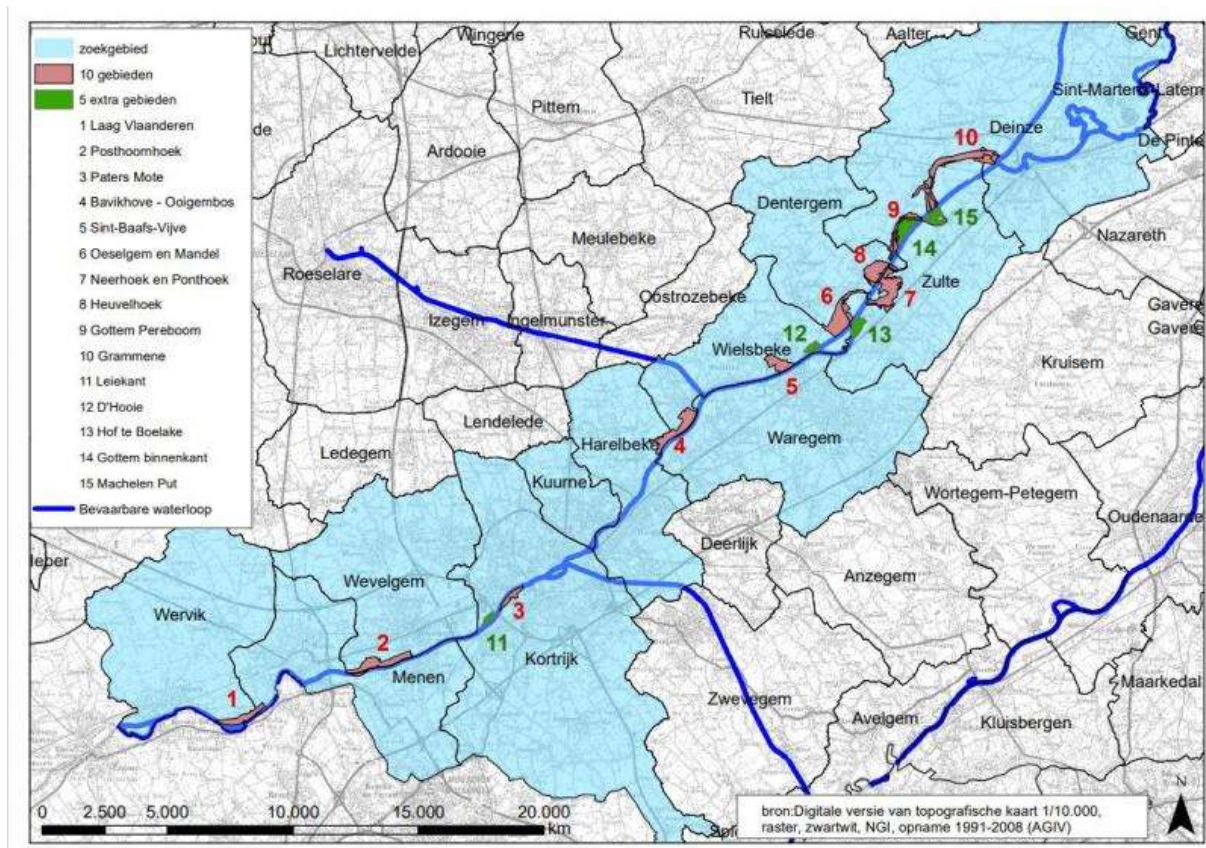 zoekgebied
10 gebieden
5 extra gebieden
1 Laag Vlaanderen
2 Posthoornhoek
3 Paters Mote
4 Bavikhove - Ooigembos
5 Sint-Baafs-Vijve
6 Oeselgem en Mandel
7 Neerhoek en Ponthoek
8 Heuvelhoek
9 Gottem Pereboom
10 Grammene
11 Leiekant
12 D'Hooie
13 Hof te Boelake
14 Gottem binnenkant
15 Machelen Put
Bevaarbare waterloop
Wingene
Ruiselede
Aalter
Gent
Lichtervelde
Pittem
Tielt
Sint-Martens-Latem
Deinze
De Pinte
Ardooie
10
Dentergem
9
15
14
Nazareth
Meulebeke
8
Zulte
Roeselare
Oostrozebeke
7
6
Gavere
Gavere
Izegem
Ingelmunster
12
13
Wielsbeke
Kruisem
5
Lendelede
Harelbeke
4
Waregem
Ledegem
Kuurne
Wortegem-Petegem
Oudenaarde
Deerlijk
Ieper
Wevelgem
Anzegem
Wervik
3
11
2
Kortrijk
Menen
Zwevegem
Maarkedal
1
Avelgem
Kluisbergen
0 2.500 5.000 10.000 15.000 20.000
km
bron:Digitale versie van topografische kaart 1/10.000,
raster, zwartwit, NGI, opname 1991-2008 (AGIV)
N